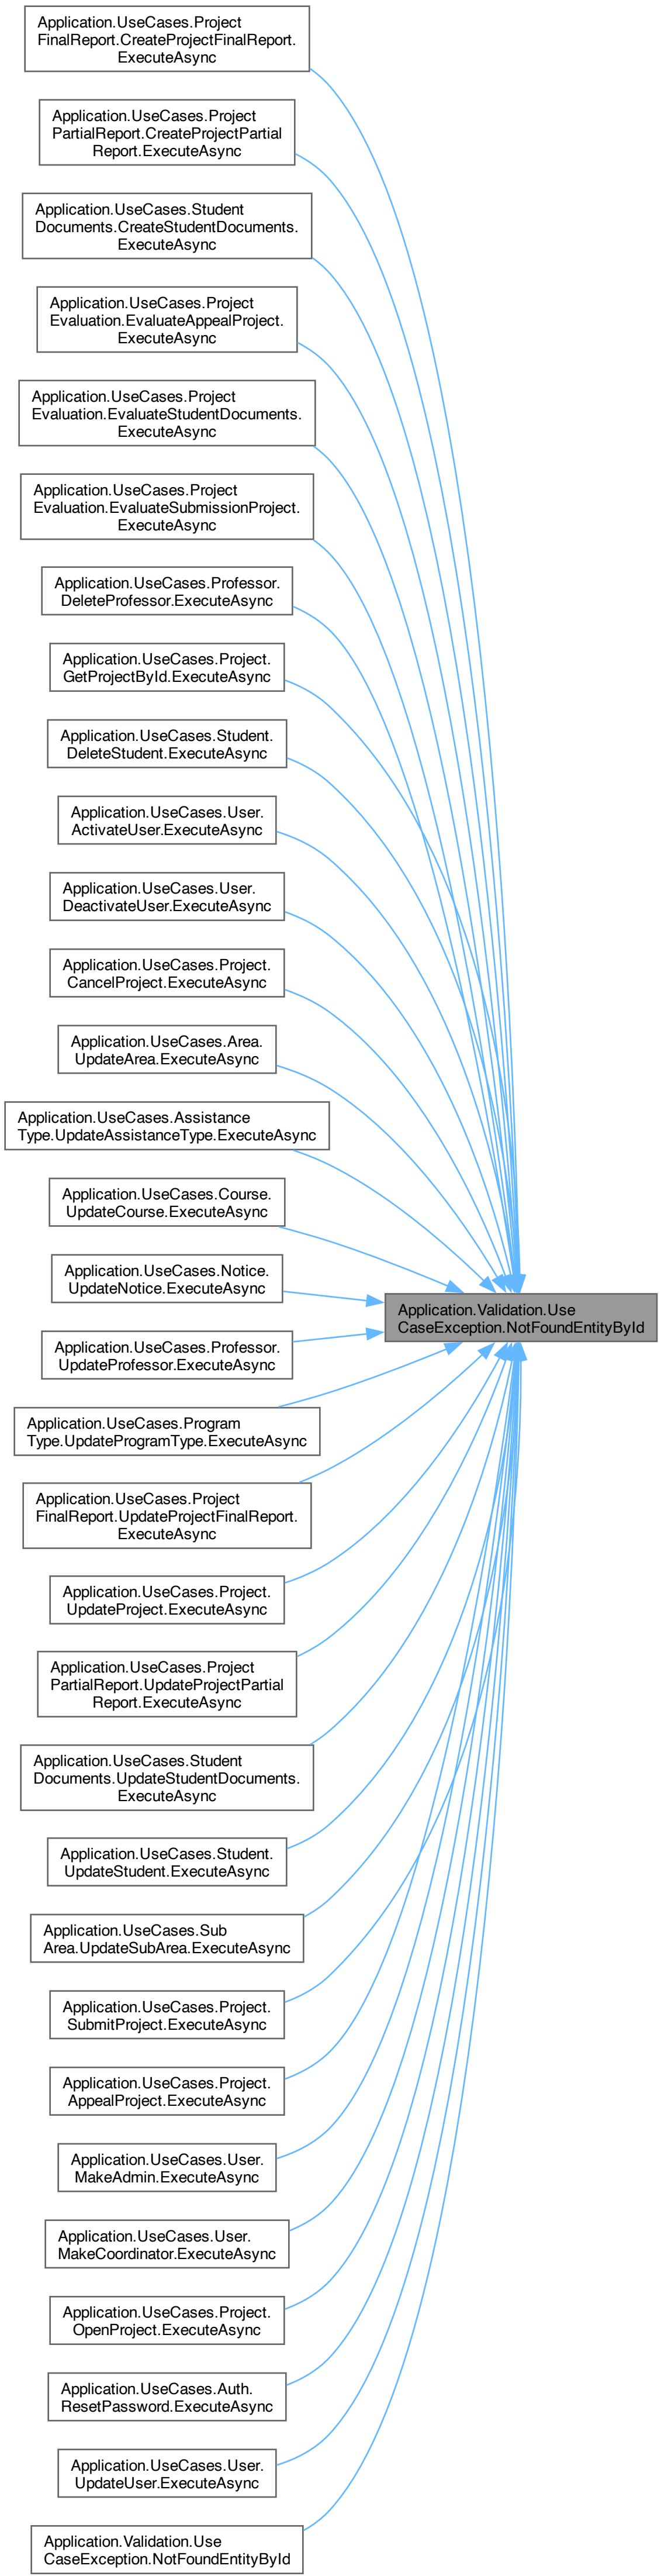 Application.UseCases.Project
FinalReport.CreateProjectFinalReport.
ExecuteAsync
Application.UseCases.Project
PartialReport.CreateProjectPartial
Report.ExecuteAsync
Application.UseCases.Student
Documents.CreateStudentDocuments.
ExecuteAsync
Application.UseCases.Project
Evaluation.EvaluateAppealProject.
ExecuteAsync
Application.UseCases.Project
Evaluation.EvaluateStudentDocuments.
ExecuteAsync
Application.UseCases.Project
Evaluation.EvaluateSubmissionProject.
ExecuteAsync
Application.UseCases.Professor.
DeleteProfessor.ExecuteAsync
Application.UseCases.Project.
GetProjectById.ExecuteAsync
Application.UseCases.Student.
DeleteStudent.ExecuteAsync
Application.UseCases.User.
ActivateUser.ExecuteAsync
Application.UseCases.User.
DeactivateUser.ExecuteAsync
Application.UseCases.Project.
CancelProject.ExecuteAsync
Application.UseCases.Area.
UpdateArea.ExecuteAsync
Application.UseCases.Assistance
Type.UpdateAssistanceType.ExecuteAsync
Application.UseCases.Course.
UpdateCourse.ExecuteAsync
Application.UseCases.Notice.
UpdateNotice.ExecuteAsync
Application.Validation.Use
CaseException.NotFoundEntityById
Application.UseCases.Professor.
UpdateProfessor.ExecuteAsync
Application.UseCases.Program
Type.UpdateProgramType.ExecuteAsync
Application.UseCases.Project
FinalReport.UpdateProjectFinalReport.
ExecuteAsync
Application.UseCases.Project.
UpdateProject.ExecuteAsync
Application.UseCases.Project
PartialReport.UpdateProjectPartial
Report.ExecuteAsync
Application.UseCases.Student
Documents.UpdateStudentDocuments.
ExecuteAsync
Application.UseCases.Student.
UpdateStudent.ExecuteAsync
Application.UseCases.Sub
Area.UpdateSubArea.ExecuteAsync
Application.UseCases.Project.
SubmitProject.ExecuteAsync
Application.UseCases.Project.
AppealProject.ExecuteAsync
Application.UseCases.User.
MakeAdmin.ExecuteAsync
Application.UseCases.User.
MakeCoordinator.ExecuteAsync
Application.UseCases.Project.
OpenProject.ExecuteAsync
Application.UseCases.Auth.
ResetPassword.ExecuteAsync
Application.UseCases.User.
UpdateUser.ExecuteAsync
Application.Validation.Use
CaseException.NotFoundEntityById